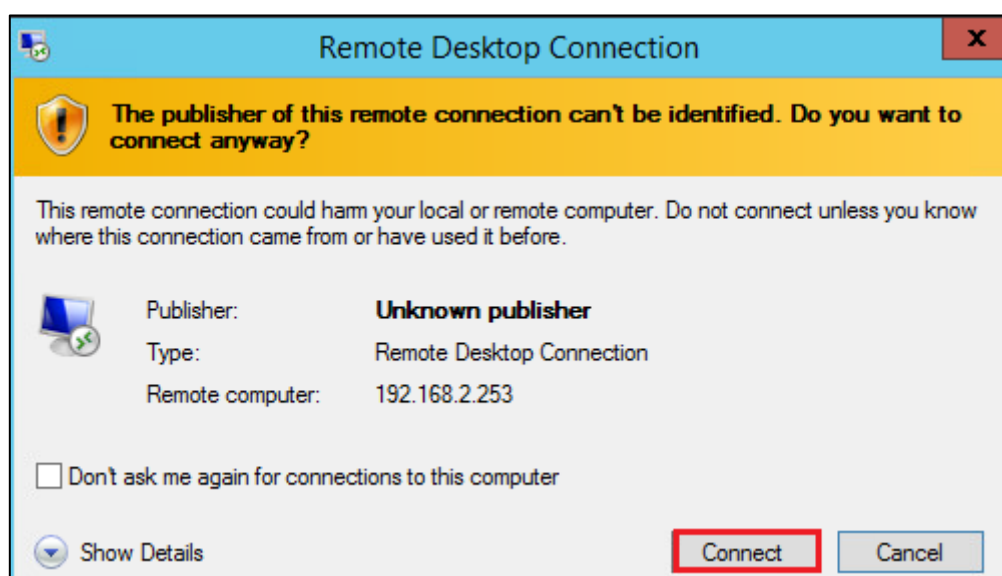 Remote Desktop Connection
x
The publisher of this remote connection can't be identified. Do you want to
connect anyway?
This remote connection could harm your local or remote computer. Do not connect unless you know
where this connection came from or have used it before.
Publisher: Unknown publisher
Type: Remote Desktop Connection
Remote computer: 192.168.2.253
Don't ask me again for connections to this computer
Show Details Connect Cancel